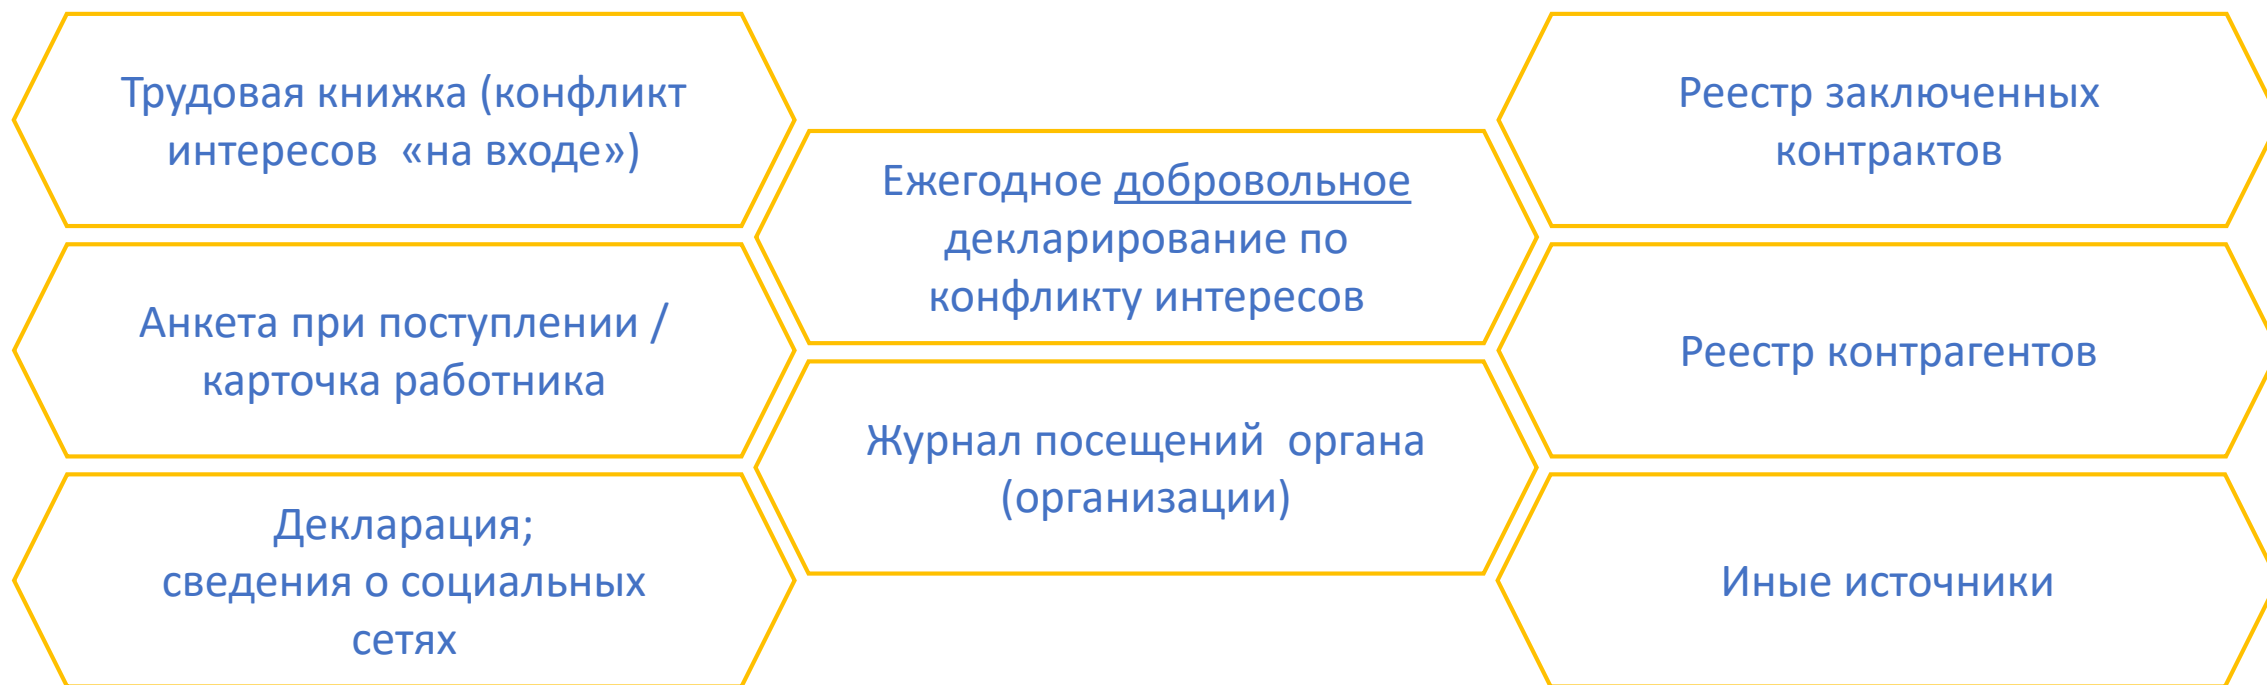 Трудовая книжка (конфликт
интересов «на входе»)
Анкета при поступлении /
карточка работника
Декларация;
сведения о социальных
сетях
Ежегодное добровольное
декларирование по
конфликту интересов
Журнал посещений органа
(организации)
Реестр заключенных
контрактов
Реестр контрагентов
Иные источники